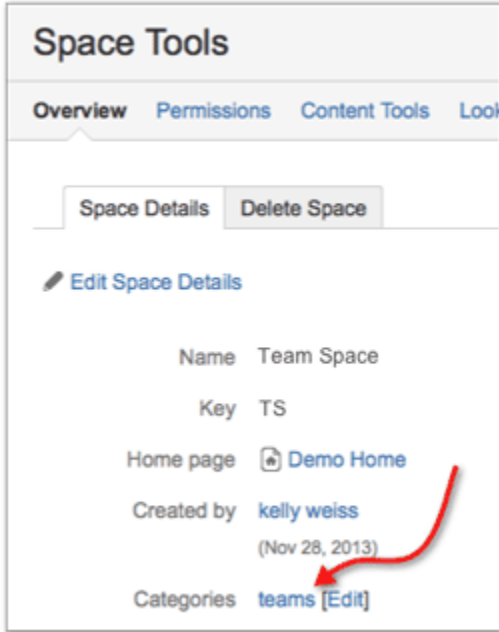 Space Tools
Overview Permissions Content Tools Look
Space Details Delete Space
Edit Space Details
Name Team Space
Key TS
Home page Demo Home
Created by kelly weiss
(Nov 28, 2013)
Categories teams [Edit]